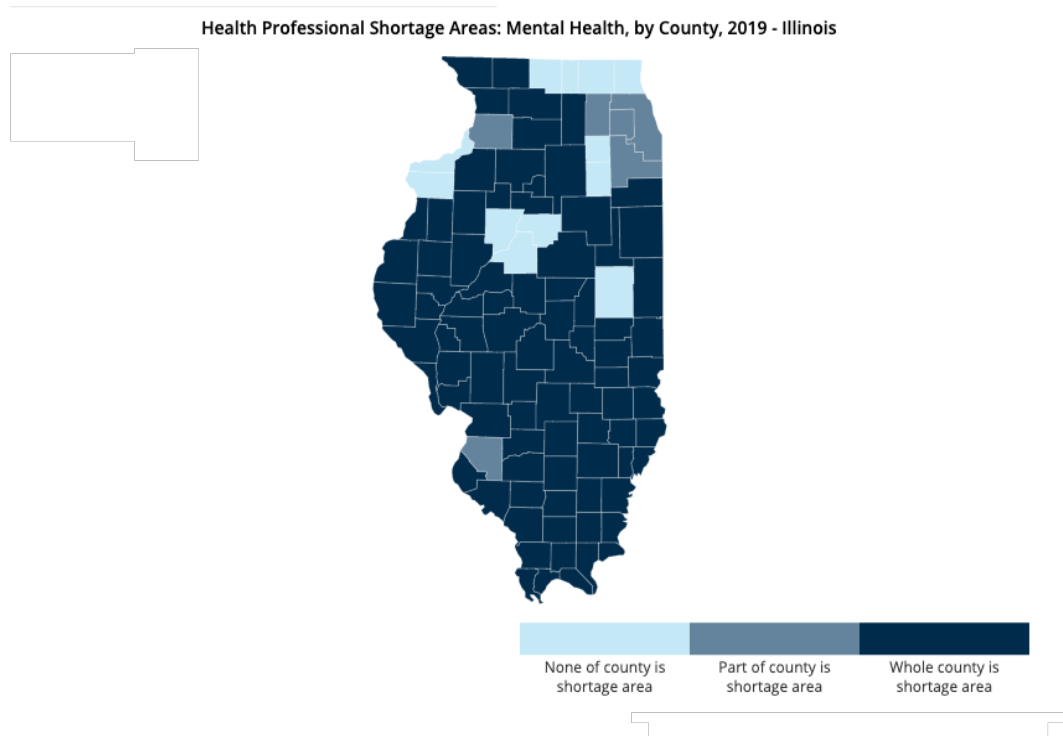 Health Professional Shortage Areas: Mental Health, by County, 2019 - Illinois
None of county is
shortage area
Part of county is
shortage area
Whole county is
shortage area